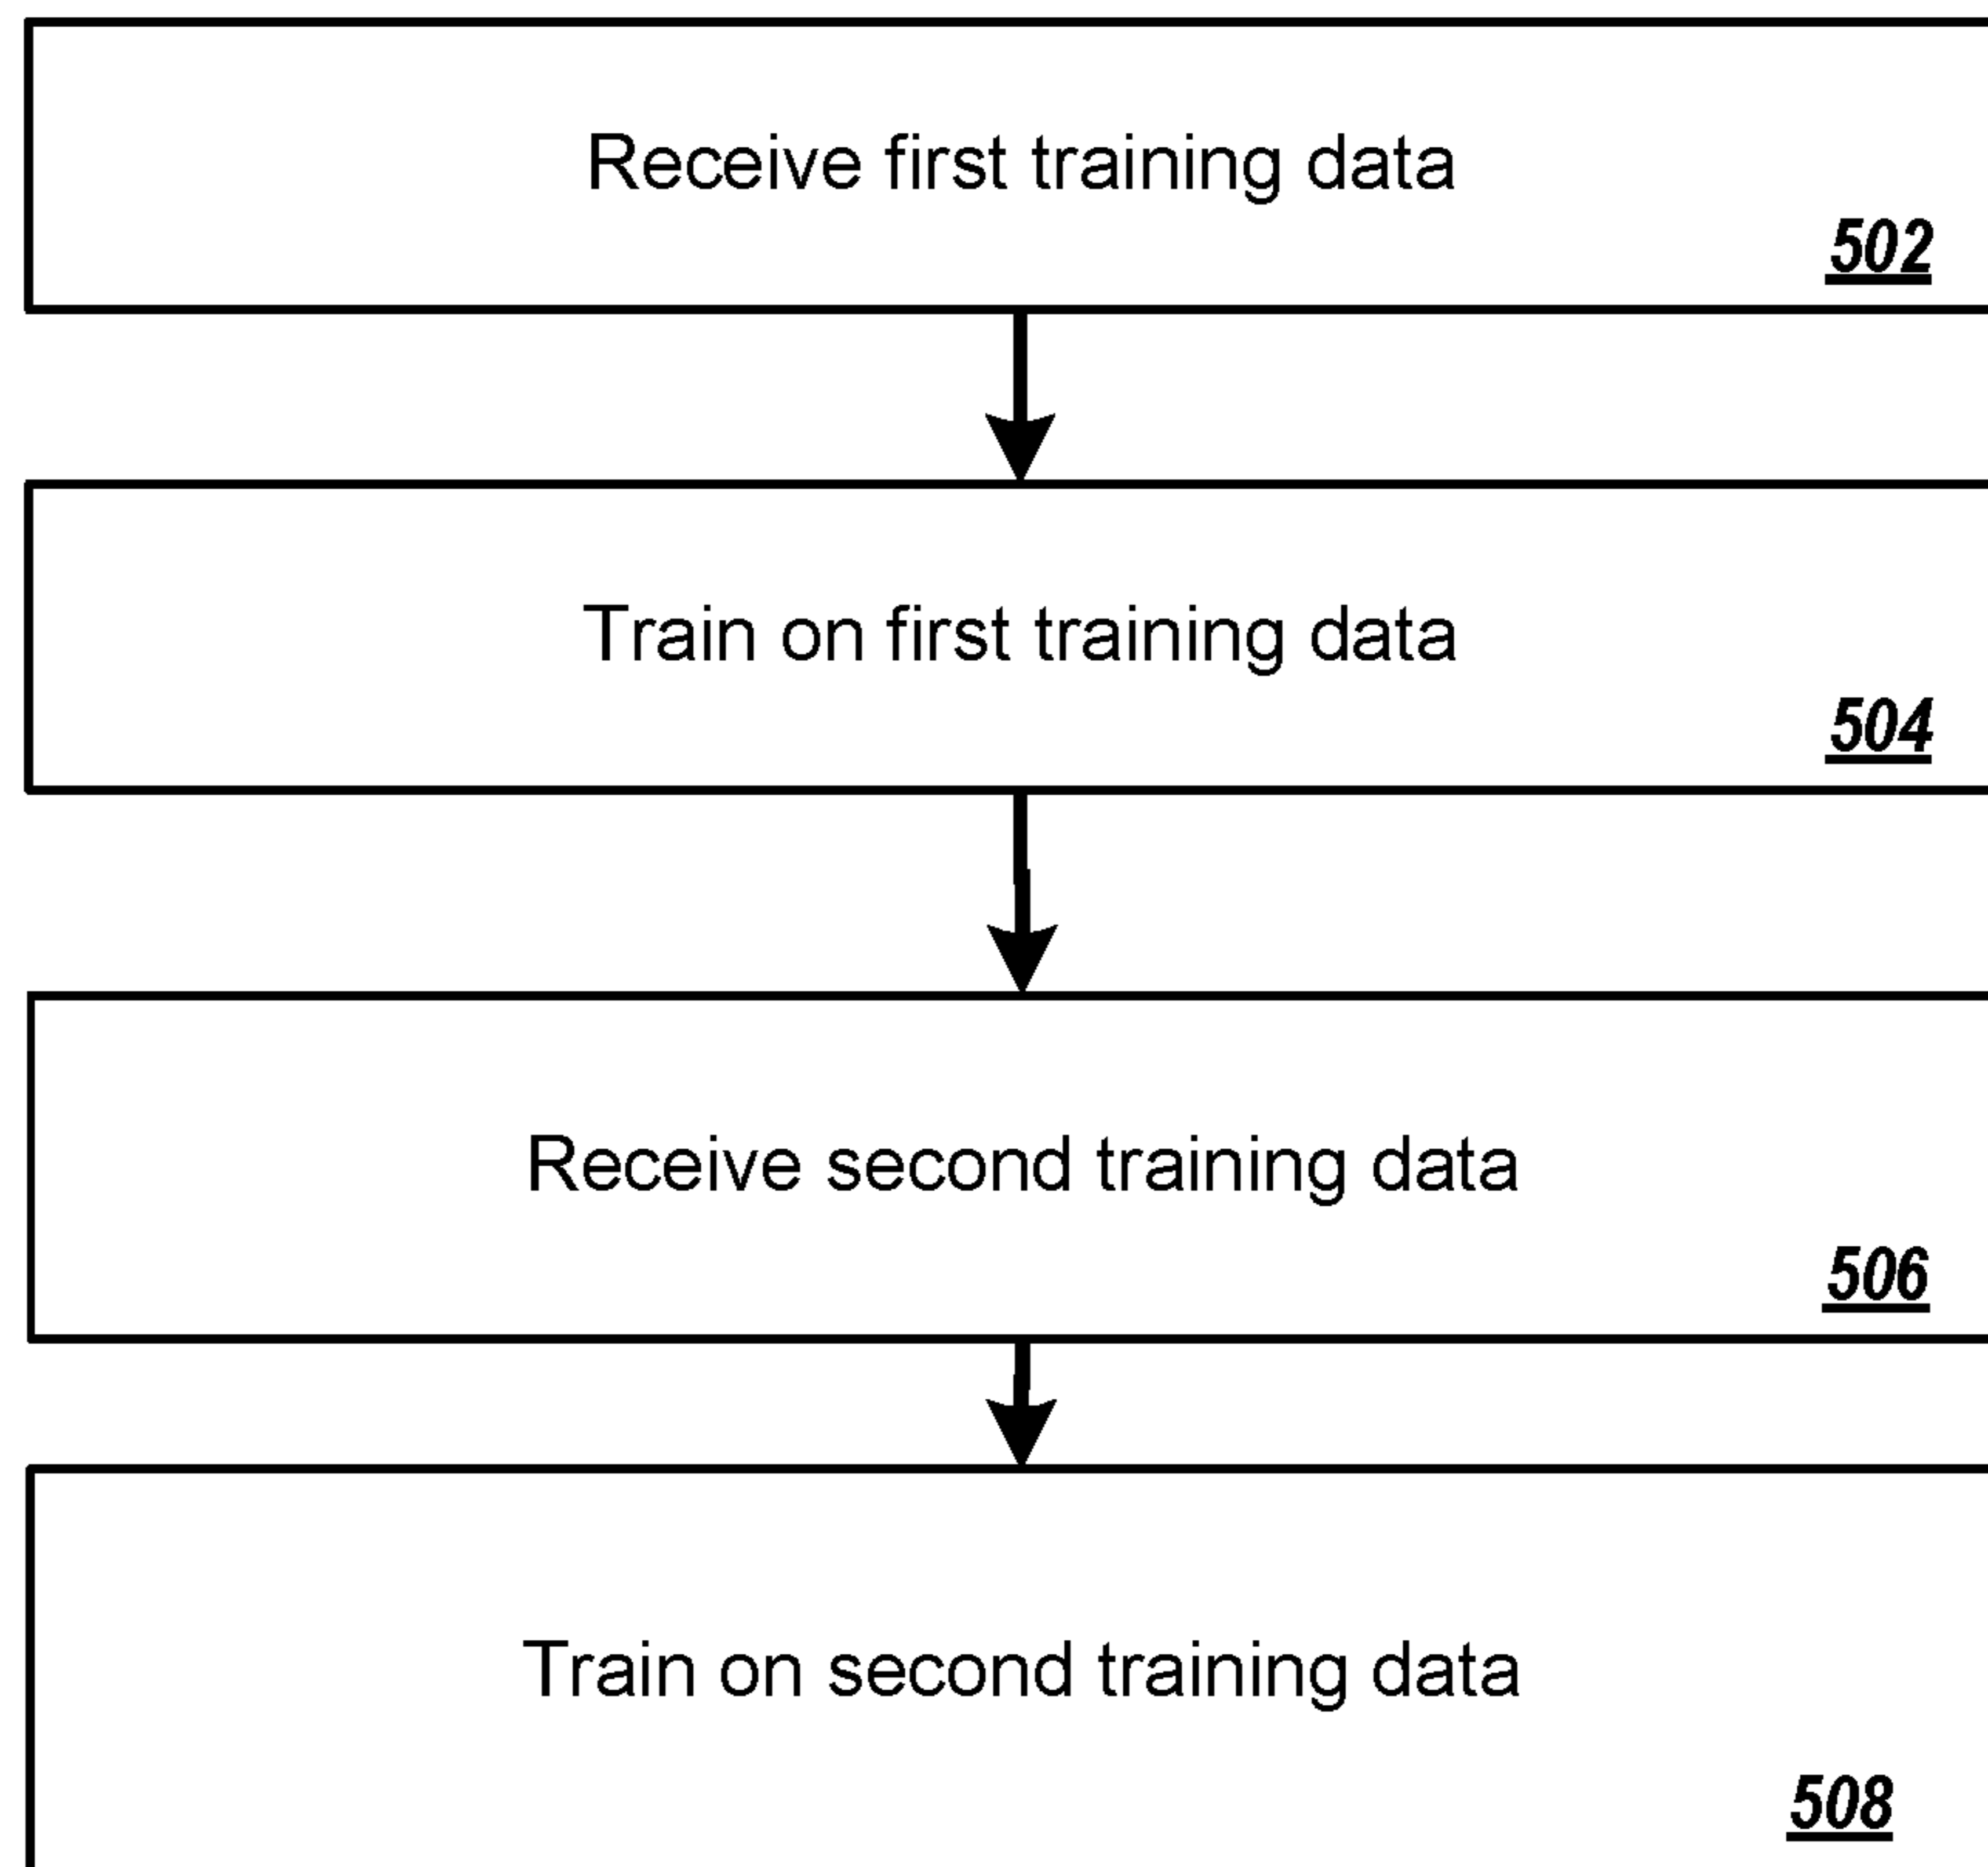 Receive first training data
502
Train on first training data
504
Receive second training data
506
Train on second training data
508